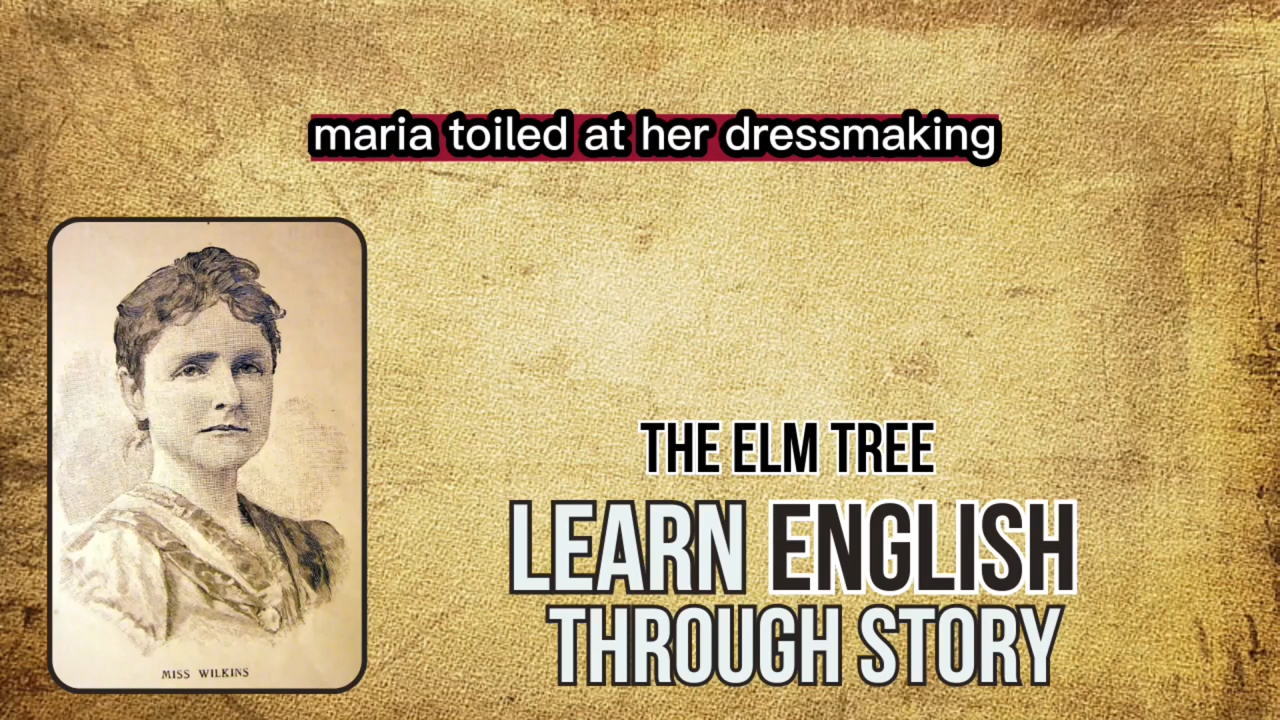 maria toiled at her dressmaking
THE ELM TREE
LEARN ENGLISH
THROUGH STORY
MISS WILKINS